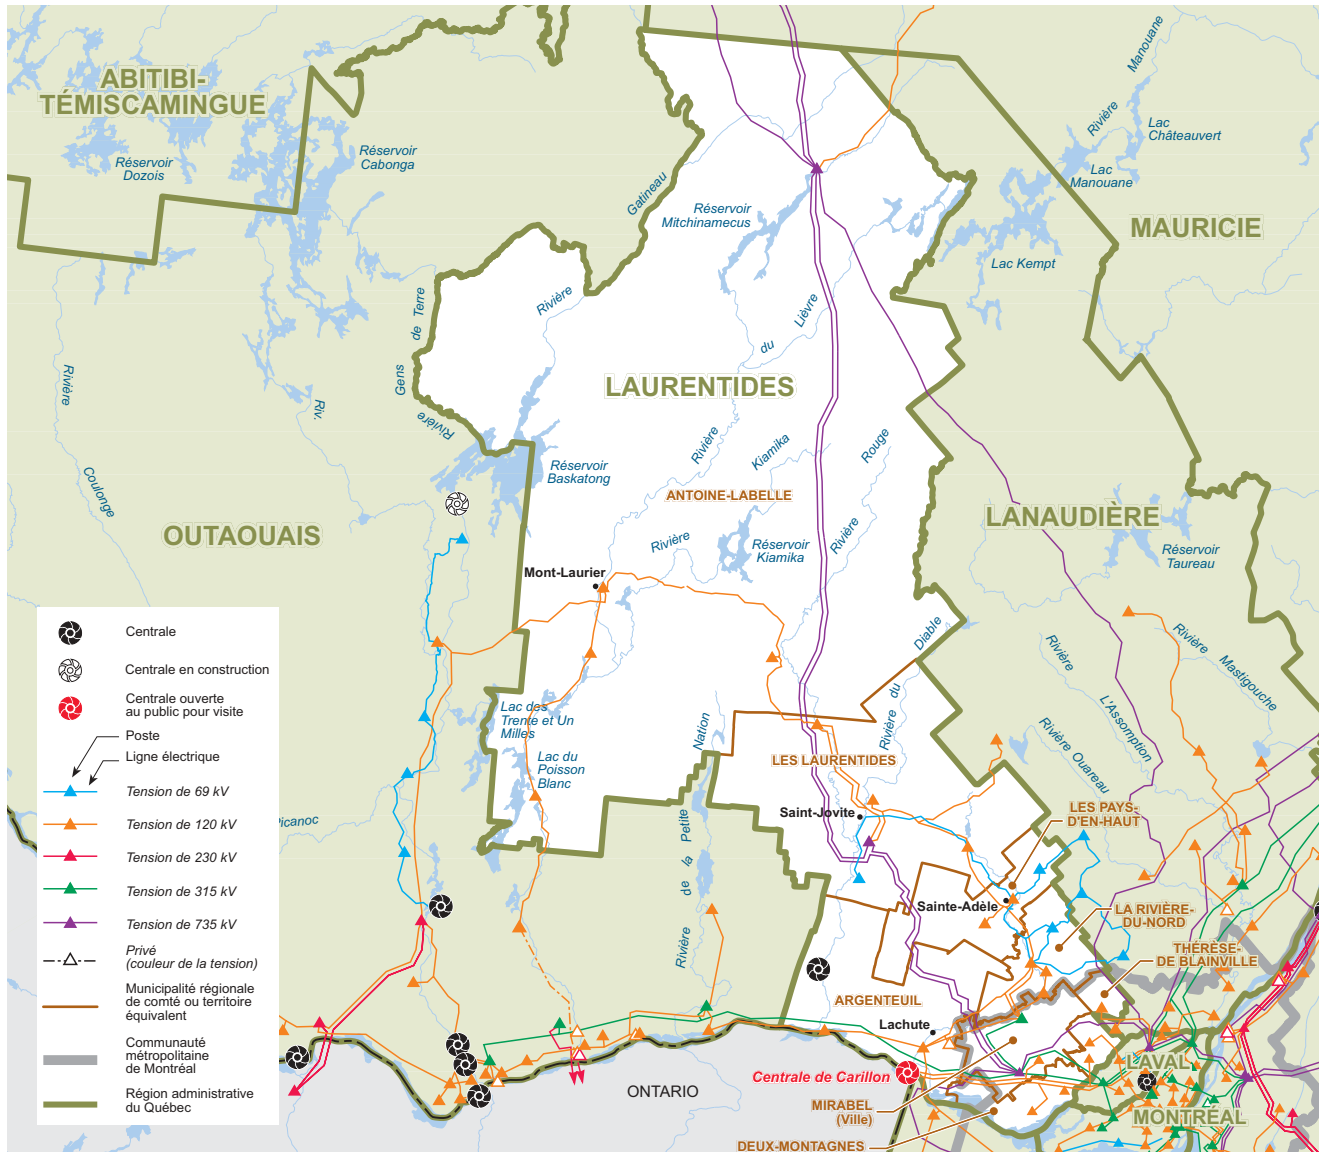 ABITIBI-
TÉMISCAMINGUE
Réservoir
Dozois
Réservoir
Cabonga
Gatineau
Réservoir
Mitchinamecus
Manouane
Rivière
Lac
Châteauvert
Lac
Manouane
MAURICIE
Lac Kempt
Rivière
Gens de Terre
Riv.
Rivière
Rivière
Coulonge
Lièvre
du
Rivière
LAURENTIDES
Kiamika
Rouge
Réservoir
Baskatong
ANTOINE-LABELLE
OUTAOUAIS
LANAUDIÈRE
Réservoir
Taureau
Rivière
Réservoir
Kiamika
Rivière
Mont-Laurier
Diable
Rivière du
Rivière
L'Assomption
Rivière
Mastigouche
Rivière Ouareau
Lac des
Trente et Un
Milles
Lac du
Poisson
Blanc
Nation
Rivière de la Petite
Picanoc
LES LAURENTIDES
Saint-Jovite
LES PAYS-
D'EN-HAUT
Sainte-Adèle
LA RIVIÈRE-
DU-NORD
THÉRÈSE-
DE BLAINVILLE
ARGENTEUIL
Lachute
Centrale de Carillon
ONTARIO
MIRABEL
(Ville)
DEUX-MONTAGNES
LAVAL
MONTRÉAL
Centrale
Centrale en construction
Centrale ouverte
au public pour visite
Poste
Ligne électrique
Tension de 69 kV
Tension de 120 kV
Tension de 230 kV
Tension de 315 kV
Tension de 735 kV
Privé
(couleur de la tension)
Municipalité régionale
de comté ou territoire
équivalent
Communauté
métropolitaine
de Montréal
Région administrative
du Québec